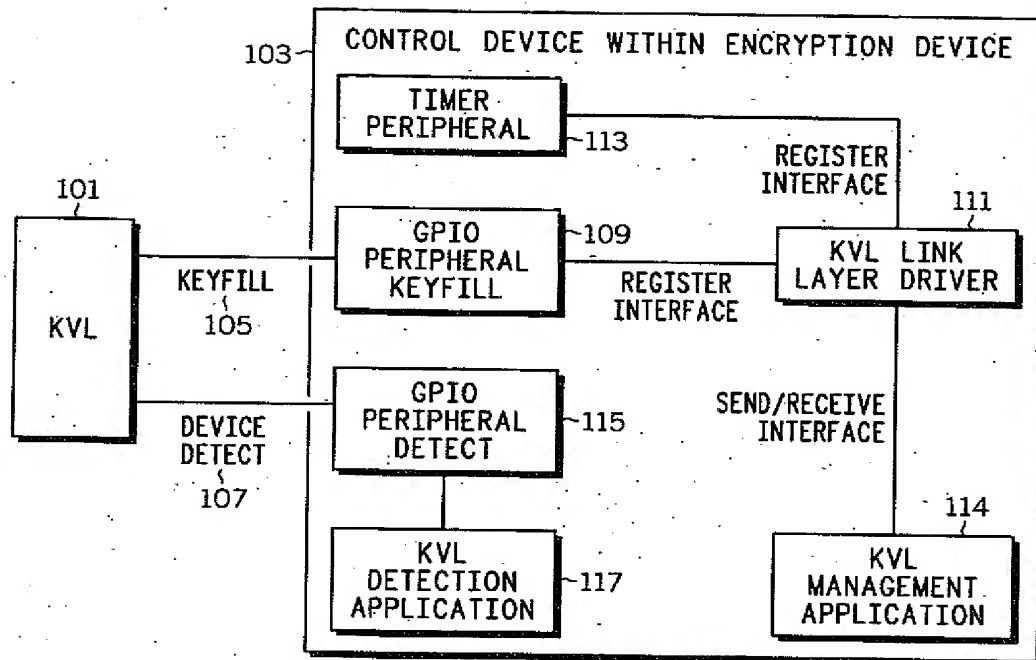 CONTROL DEVICE WITHIN ENCRYPTION DEVICE
103
TIMER
PERIPHERAL
113
REGISTER
INTERFACE
101
KVL
KEYFILL
105
GPIO
PERIPHERAL
KEYFILL
109
REGISTER
INTERFACE
111
KVL LINK
LAYER DRIVER
DEVICE
DETECT
107
GPIO
PERIPHERAL
DETECT
115
SEND/RECEIVE
INTERFACE
KVL
DETECTION
APPLICATION
117
114
KVL
MANAGEMENT
APPLICATION